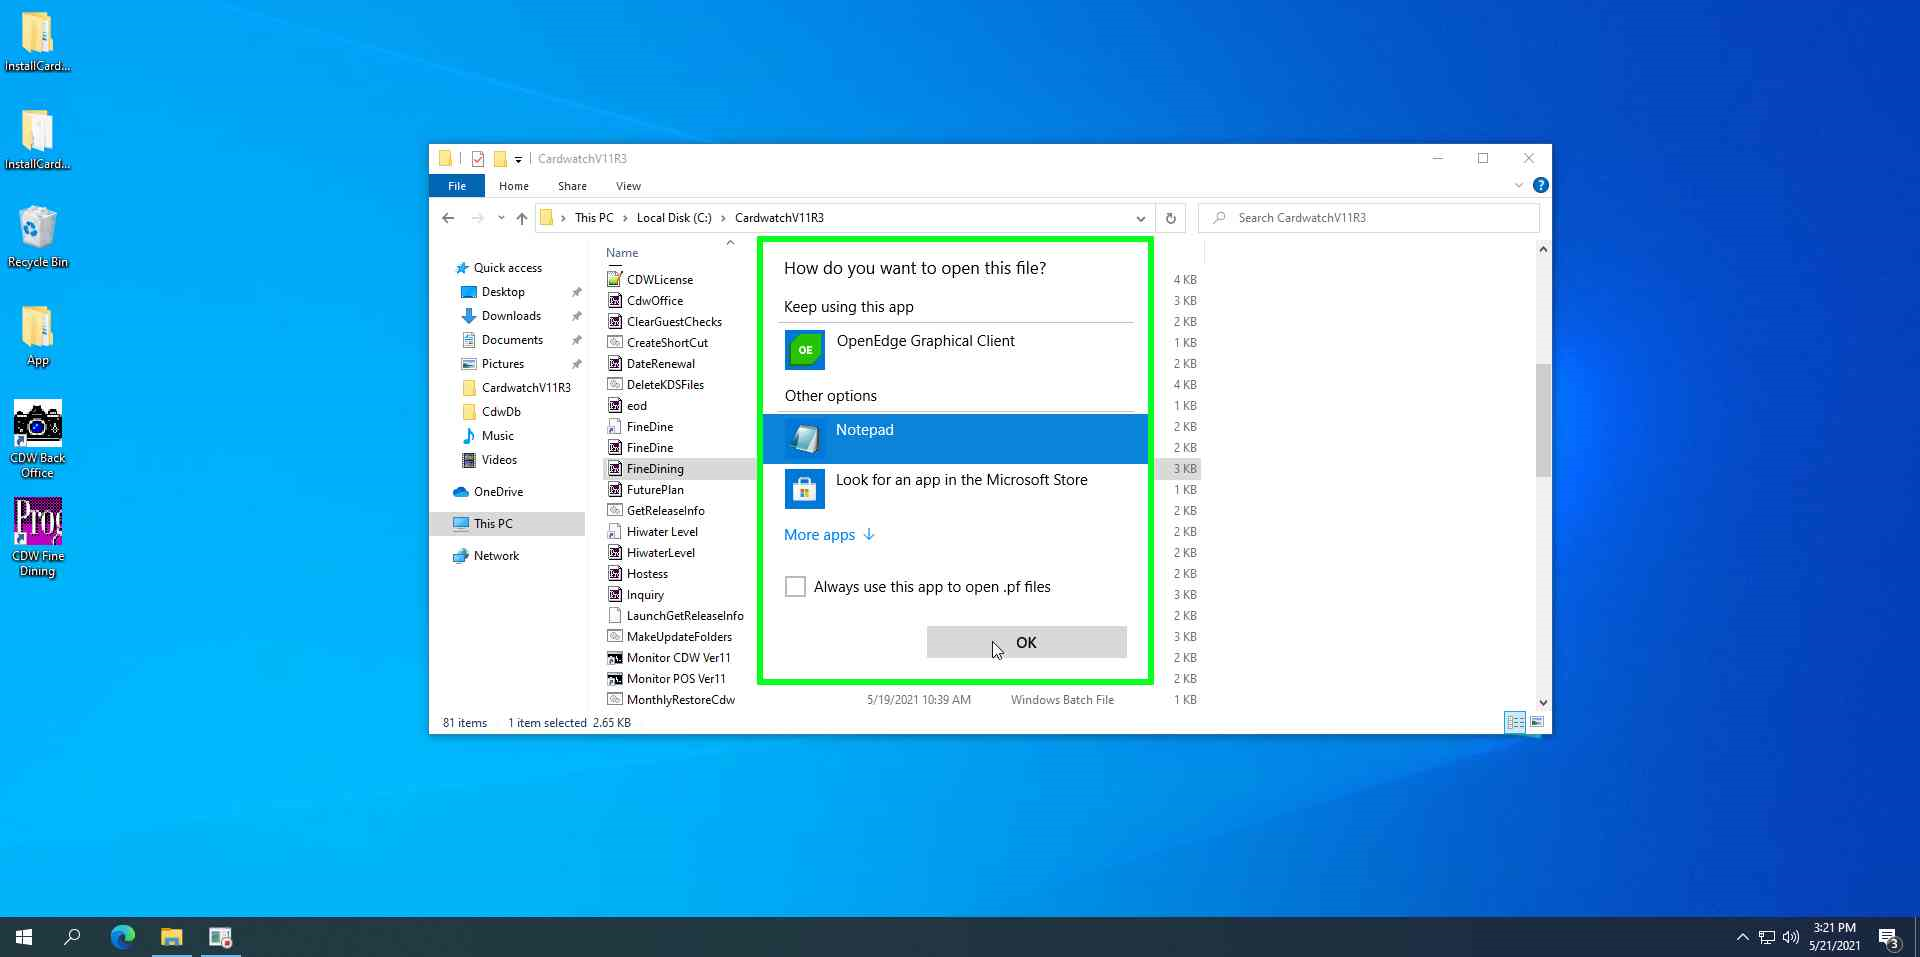 InstallCard...
InstallCard...
Recycle Bin
App
CDW Back
Office
Prog
CDW Fine
Dining
CardwatchV11R3
File
Home
Share
View
?
This PC
Local Disk (C:)
CardwatchV11R3
Search CardwatchV11R3
Quick access
Desktop
Downloads
Documents
Pictures
CardwatchV11R3
CdwDb
Music
Videos
OneDrive
This PC
Network
Name
CDWLicense 4 KB
CdwOffice 3 KB
ClearGuestChecks 2 KB
CreateShortCut 1 KB
DateRenewal 2 KB
DeleteKDSFiles 4 KB
eod 1 KB
FineDine 2 KB
FineDine 2 KB
FineDining 3 KB
FuturePlan 1 KB
GetReleaseInfo 2 KB
Hiwater Level 2 KB
HiwaterLevel 2 KB
Hostess 2 KB
Inquiry 3 KB
LaunchGetReleaseInfo 2 KB
MakeUpdateFolders 3 KB
Monitor CDW Ver11 2 KB
Monitor POS Ver11 2 KB
MonthlyRestoreCdw 5/19/2021 10:39 AM Windows Batch File 1 KB
How do you want to open this file?
Keep using this app
OE
OpenEdge Graphical Client
Other options
Notepad
Look for an app in the Microsoft Store
More apps
Always use this app to open .pf files
OK
81 items 1 item selected 2.65 KB
3:21 PM
5/21/2021
3